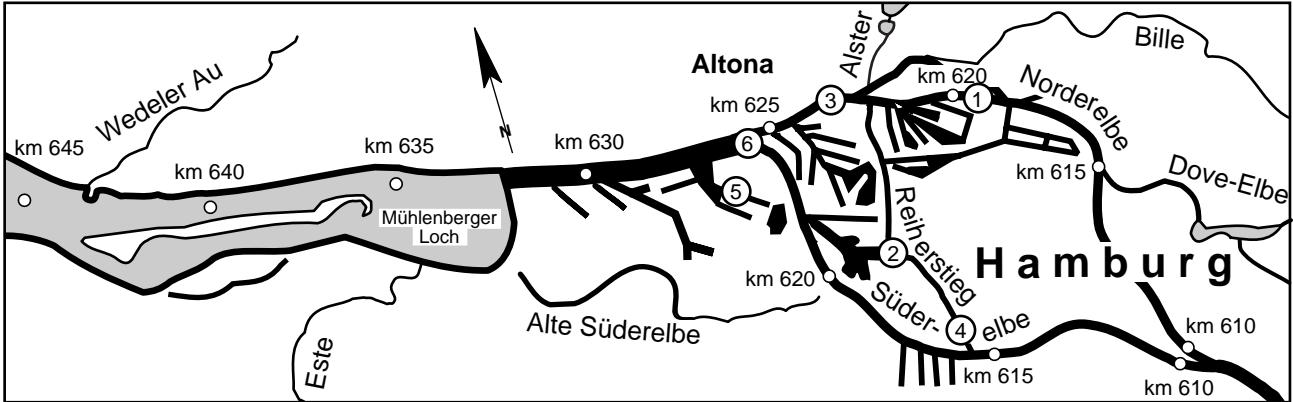 Wedeler Au
km 645
km 640
km 635
Mühlenberger
Loch
Este
N
km 630
Alte Süderelbe
Altona
km 625
Alster
km 620
Bille
Norderelbe
1
3
6
5
km 615
Dove-Elbe
Reiherstieg
2
Hamburg
km 620
Süder-
elbe
4
km 615
km 610
km 610